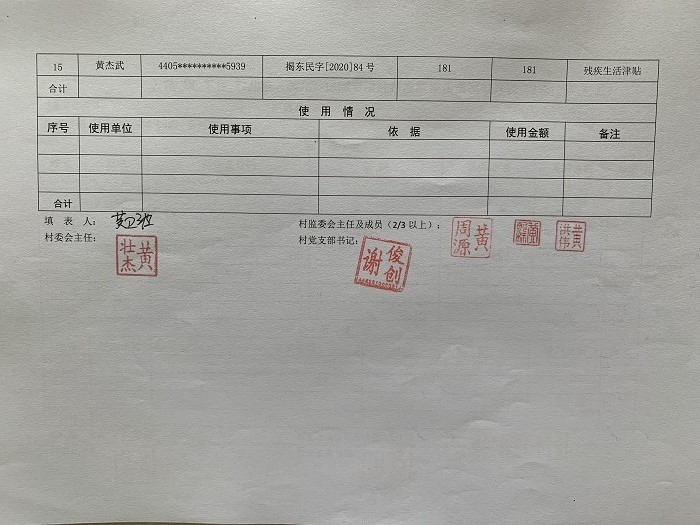 15 黄杰武 4405**********5939 揭东民字[2020]84号 181 181 残疾生活津贴
合计
使 用 情 况
序号 使用单位 使用事项 依 据 使用金额 备注
合计
填 表 人： 村监委会主任及成员(2/3以上)； 黄周源 黄洪伟
村委会主任： 黄壮杰 村党支部书记： 谢俊创